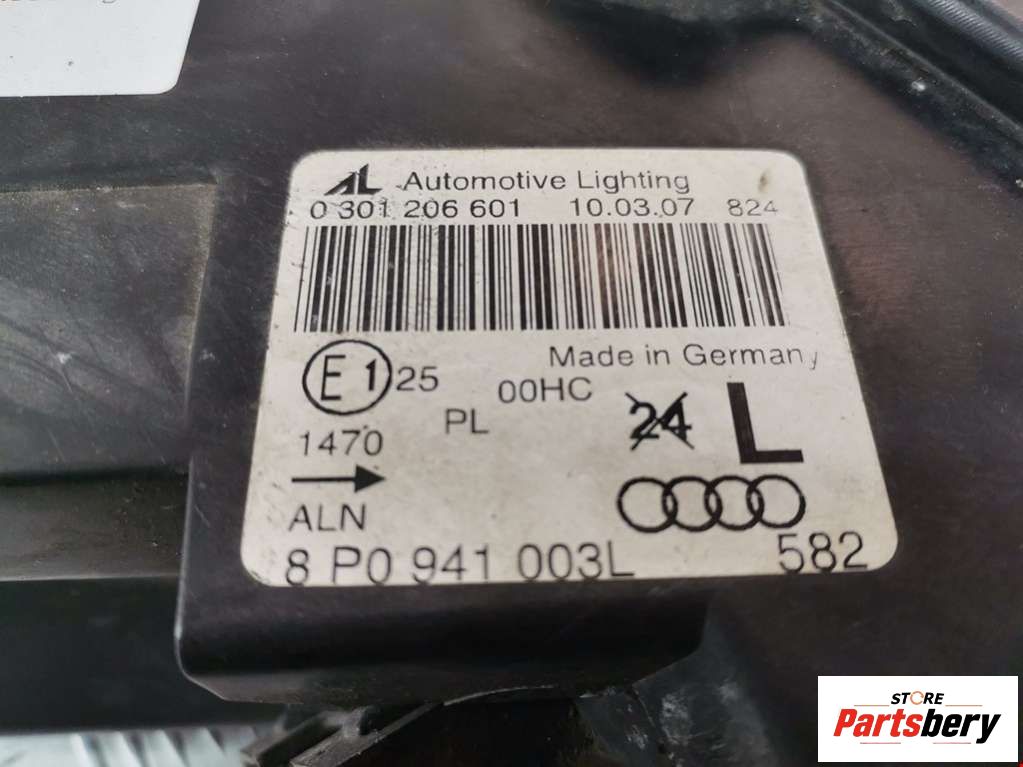 AL Automotive Lighting
0 301 206 601 10.03.07 824
Made in Germany
E1 25 00HC 24 L
1470 PL
ALN
8 P0 941 003L 582
STORE
Partsbery